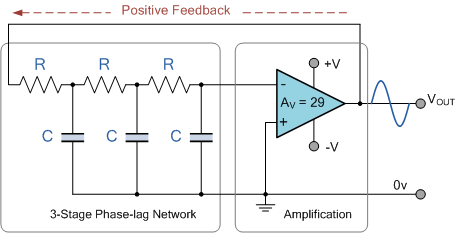 Positive Feedback
R R R +V
- Av = 29 VOUT
C C C +
-V
0v
3-Stage Phase-lag Network Amplification